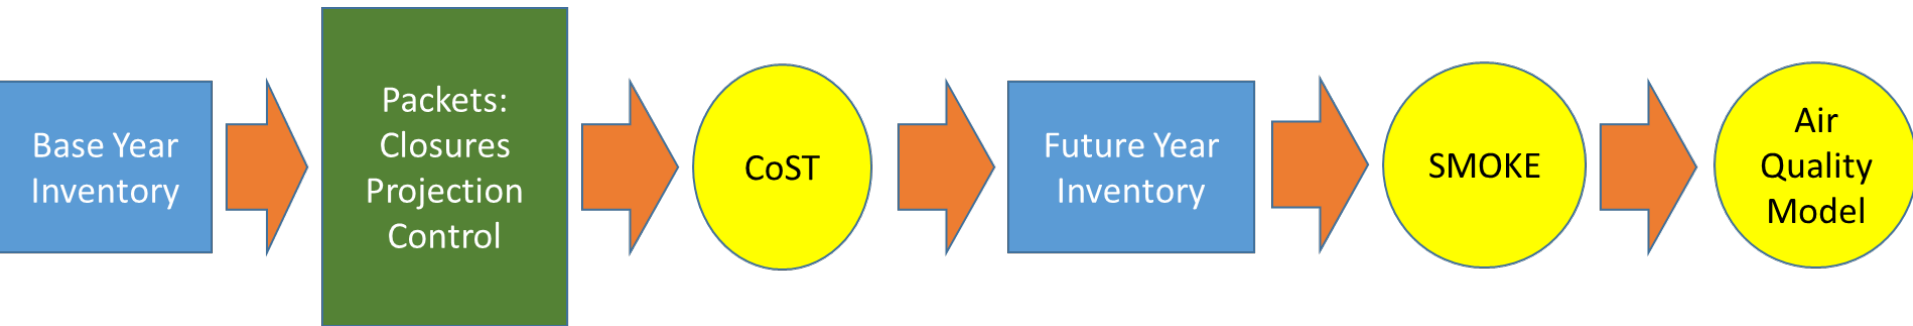 Base Year
Inventory
Packets:
Closures
Projection
Control
CoST
Future Year
Inventory
SMOKE
Air
Quality
Model